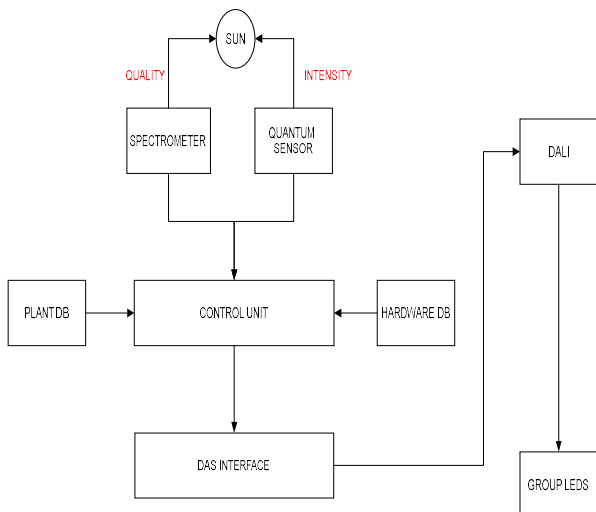 SUN
QUALITY
INTENSITY
SPECTROMETER
QUANTUM
SENSOR
DALI
PLANT DB
CONTROL UNIT
HARDWARE DB
DAS INTERFACE
GROUP LEDS